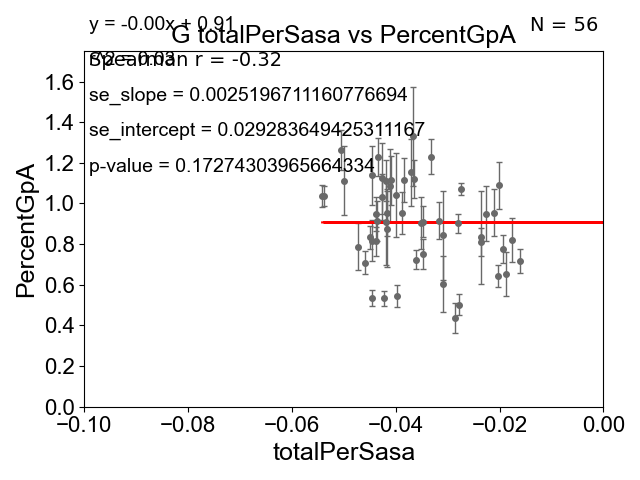 y = -0.00x + 0.91
N = 56
G totalPerSasa vs PercentGpA
Spearman r = -0.32
se_slope = 0.0025196711160776694
se_intercept = 0.029283649425311167
p-value = 0.17274303965664334
PercentGpA
1.6
1.4
1.2
1.0
0.8
0.6
0.4
0.2
0.0
−0.10
−0.08
−0.06
−0.04
−0.02
0.00
totalPerSasa